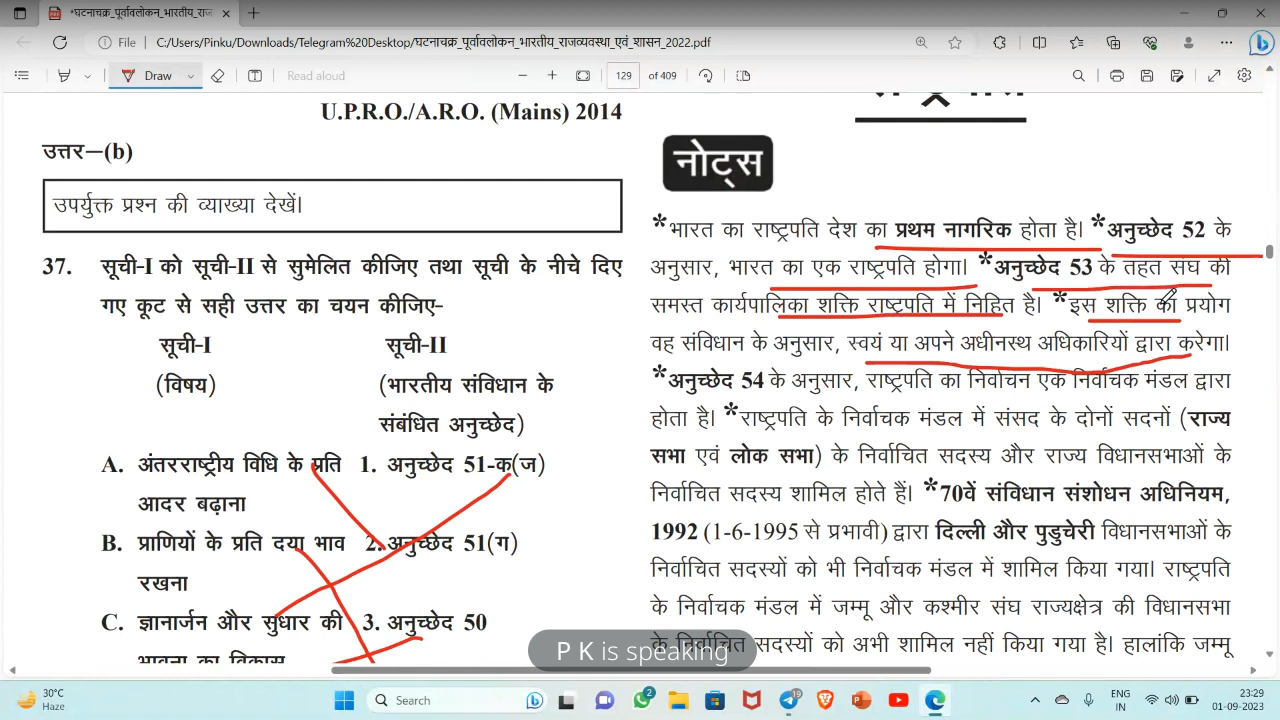 *घटनाचक्र_पूर्वावलोकन_भारतीय_राज
File
C:/Users/Pinku/Downloads/Telegram%20Desktop/घटनाचक्र_पूर्वावलोकन_भारतीय_राजव्यवस्था_एवं_शासन_2022.pdf
Draw
Read aloud
129 of 409
U.P.R.O./A.R.O. (Mains) 2014
उत्तर—(b)
उपर्युक्त प्रश्न की व्याख्या देखें।
37. सूची-I को सूची-II से सुमेलित कीजिए तथा सूची के नीचे दिए
गए कूट से सही उत्तर का चयन कीजिए-
सूची-I सूची-II
(विषय) (भारतीय संविधान के
संबंधित अनुच्छेद)
A. अंतरराष्ट्रीय विधि के प्रति 1. अनुच्छेद 51-क(ज)
आदर बढ़ाना
B. प्राणियों के प्रति दया भाव 2. अनुच्छेद 51(ग)
रखना
C. ज्ञानार्जन और सुधार की 3. अनुच्छेद 50
भावना का विकास
नोट्स
*भारत का राष्ट्रपति देश का प्रथम नागरिक होता है। *अनुच्छेद 52 के
अनुसार, भारत का एक राष्ट्रपति होगा। *अनुच्छेद 53 के तहत संघ की
समस्त कार्यपालिका शक्ति राष्ट्रपति में निहित है। *इस शक्ति का प्रयोग
वह संविधान के अनुसार, स्वयं या अपने अधीनस्थ अधिकारियों द्वारा करेगा।
*अनुच्छेद 54 के अनुसार, राष्ट्रपति का निर्वाचन एक निर्वाचक मंडल द्वारा
होता है। *राष्ट्रपति के निर्वाचक मंडल में संसद के दोनों सदनों (राज्य
सभा एवं लोक सभा) के निर्वाचित सदस्य और राज्य विधानसभाओं के
निर्वाचित सदस्य शामिल होते हैं। *70वें संविधान संशोधन अधिनियम,
1992 (1-6-1995 से प्रभावी) द्वारा दिल्ली और पुडुचेरी विधानसभाओं के
निर्वाचित सदस्यों को भी निर्वाचक मंडल में शामिल किया गया। राष्ट्रपति
के निर्वाचक मंडल में जम्मू और कश्मीर संघ राज्यक्षेत्र की विधानसभा
के निर्वाचित सदस्यों को अभी शामिल नहीं किया गया है। हालांकि जम्मू
P K is speaking
30°C
Haze
Search
2
19
ENG
IN
23:29
01-09-2023